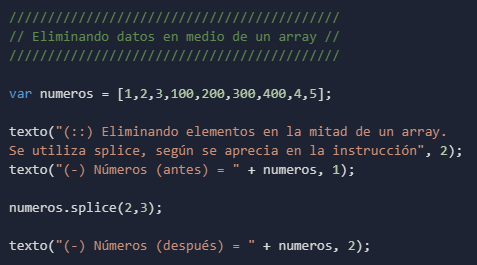 ///////////////////////////////////////////
// Eliminando datos en medio de un array //
///////////////////////////////////////////
var numeros = [1,2,3,100,200,300,400,4,5];
texto("(::) Eliminando elementos en la mitad de un array.
Se utiliza splice, según se aprecia en la instrucción", 2);
texto("(-) Números (antes) = " + numeros, 1);
numeros.splice(2,3);
texto("(-) Números (después) = " + numeros, 2);